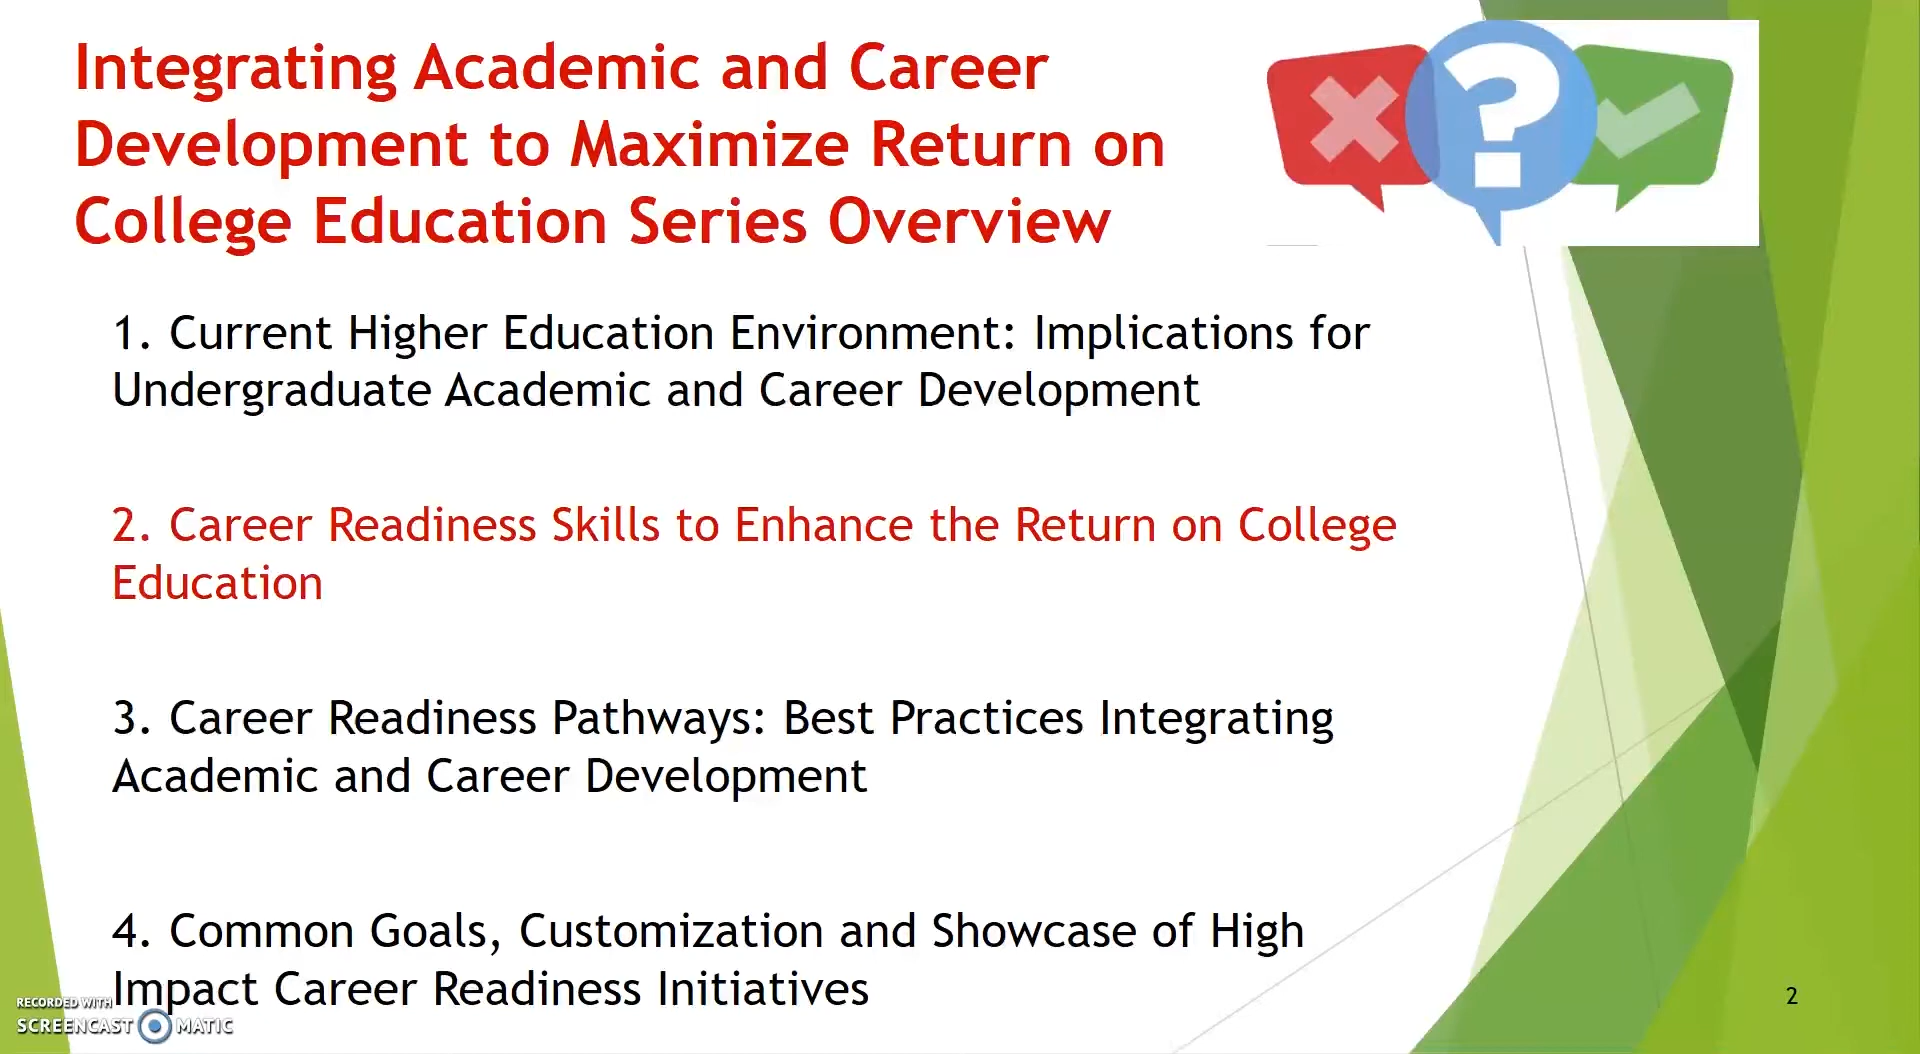 Integrating Academic and Career
Development to Maximize Return on
College Education Series Overview
1. Current Higher Education Environment: Implications for
Undergraduate Academic and Career Development
2. Career Readiness Skills to Enhance the Return on College
Education
3. Career Readiness Pathways: Best Practices Integrating
Academic and Career Development
4. Common Goals, Customization and Showcase of High
Impact Career Readiness Initiatives
2
RECORDED WITH
SCREENCAST MATIC